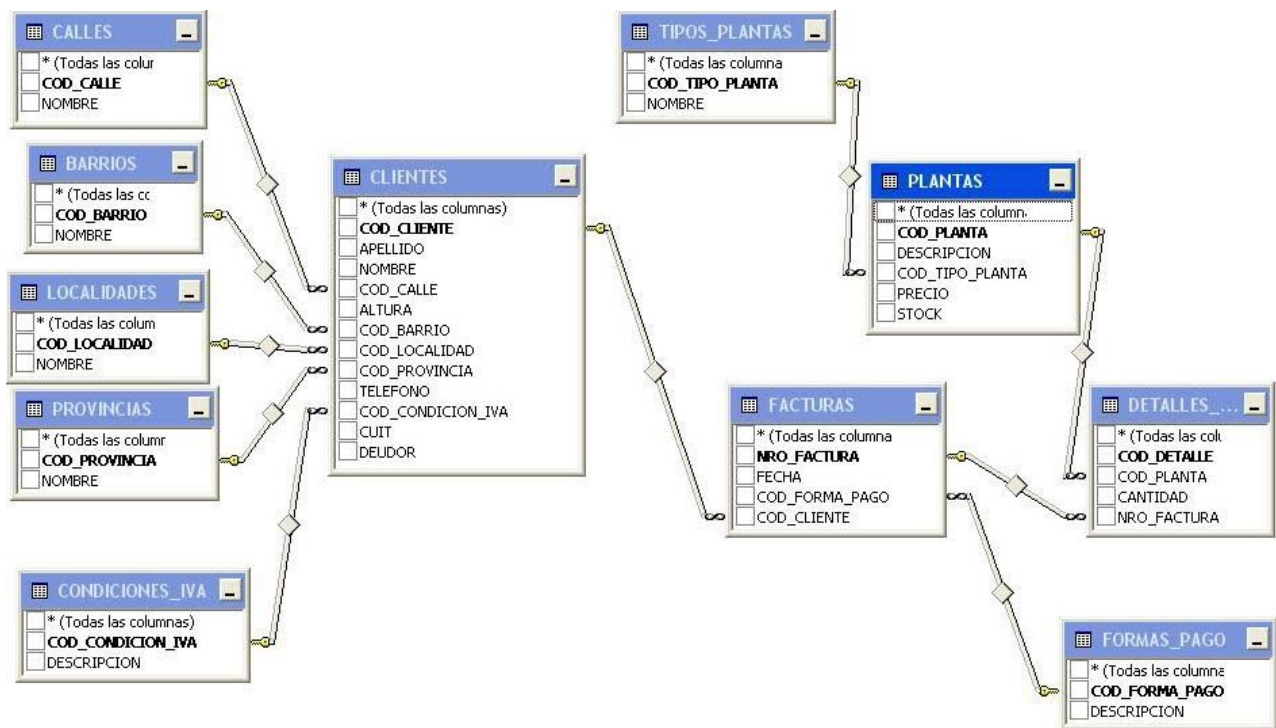 CALLES
* (Todas las colur
COD_CALLE
NOMBRE
BARRIOS
* (Todas las cc
COD_BARRIO
NOMBRE
LOCALIDADES
* (Todas las colum
COD_LOCALIDAD
NOMBRE
PROVINCIAS
* (Todas las columr
COD_PROVINCIA
NOMBRE
CONDICIONES_IVA
* (Todas las columnas)
COD_CONDICION_IVA
DESCRIPCION
CLIENTES
* (Todas las columnas)
COD_CLIENTE
APELLIDO
NOMBRE
COD_CALLE
ALTURA
COD_BARRIO
COD_LOCALIDAD
COD_PROVINCIA
TELEFONO
COD_CONDICION_IVA
CUIT
DEUDOR
TIPOS_PLANTAS
* (Todas las columna
COD_TIPO_PLANTA
NOMBRE
PLANTAS
* (Todas las column
COD_PLANTA
DESCRIPCION
COD_TIPO_PLANTA
PRECIO
STOCK
FACTURAS
* (Todas las columna
NRO_FACTURA
FECHA
COD_FORMA_PAGO
COD_CLIENTE
DETALLES_...
* (Todas las colu
COD_DETALLE
COD_PLANTA
CANTIDAD
NRO_FACTURA
FORMAS_PAGO
* (Todas las columna
COD_FORMA_PAGO
DESCRIPCION